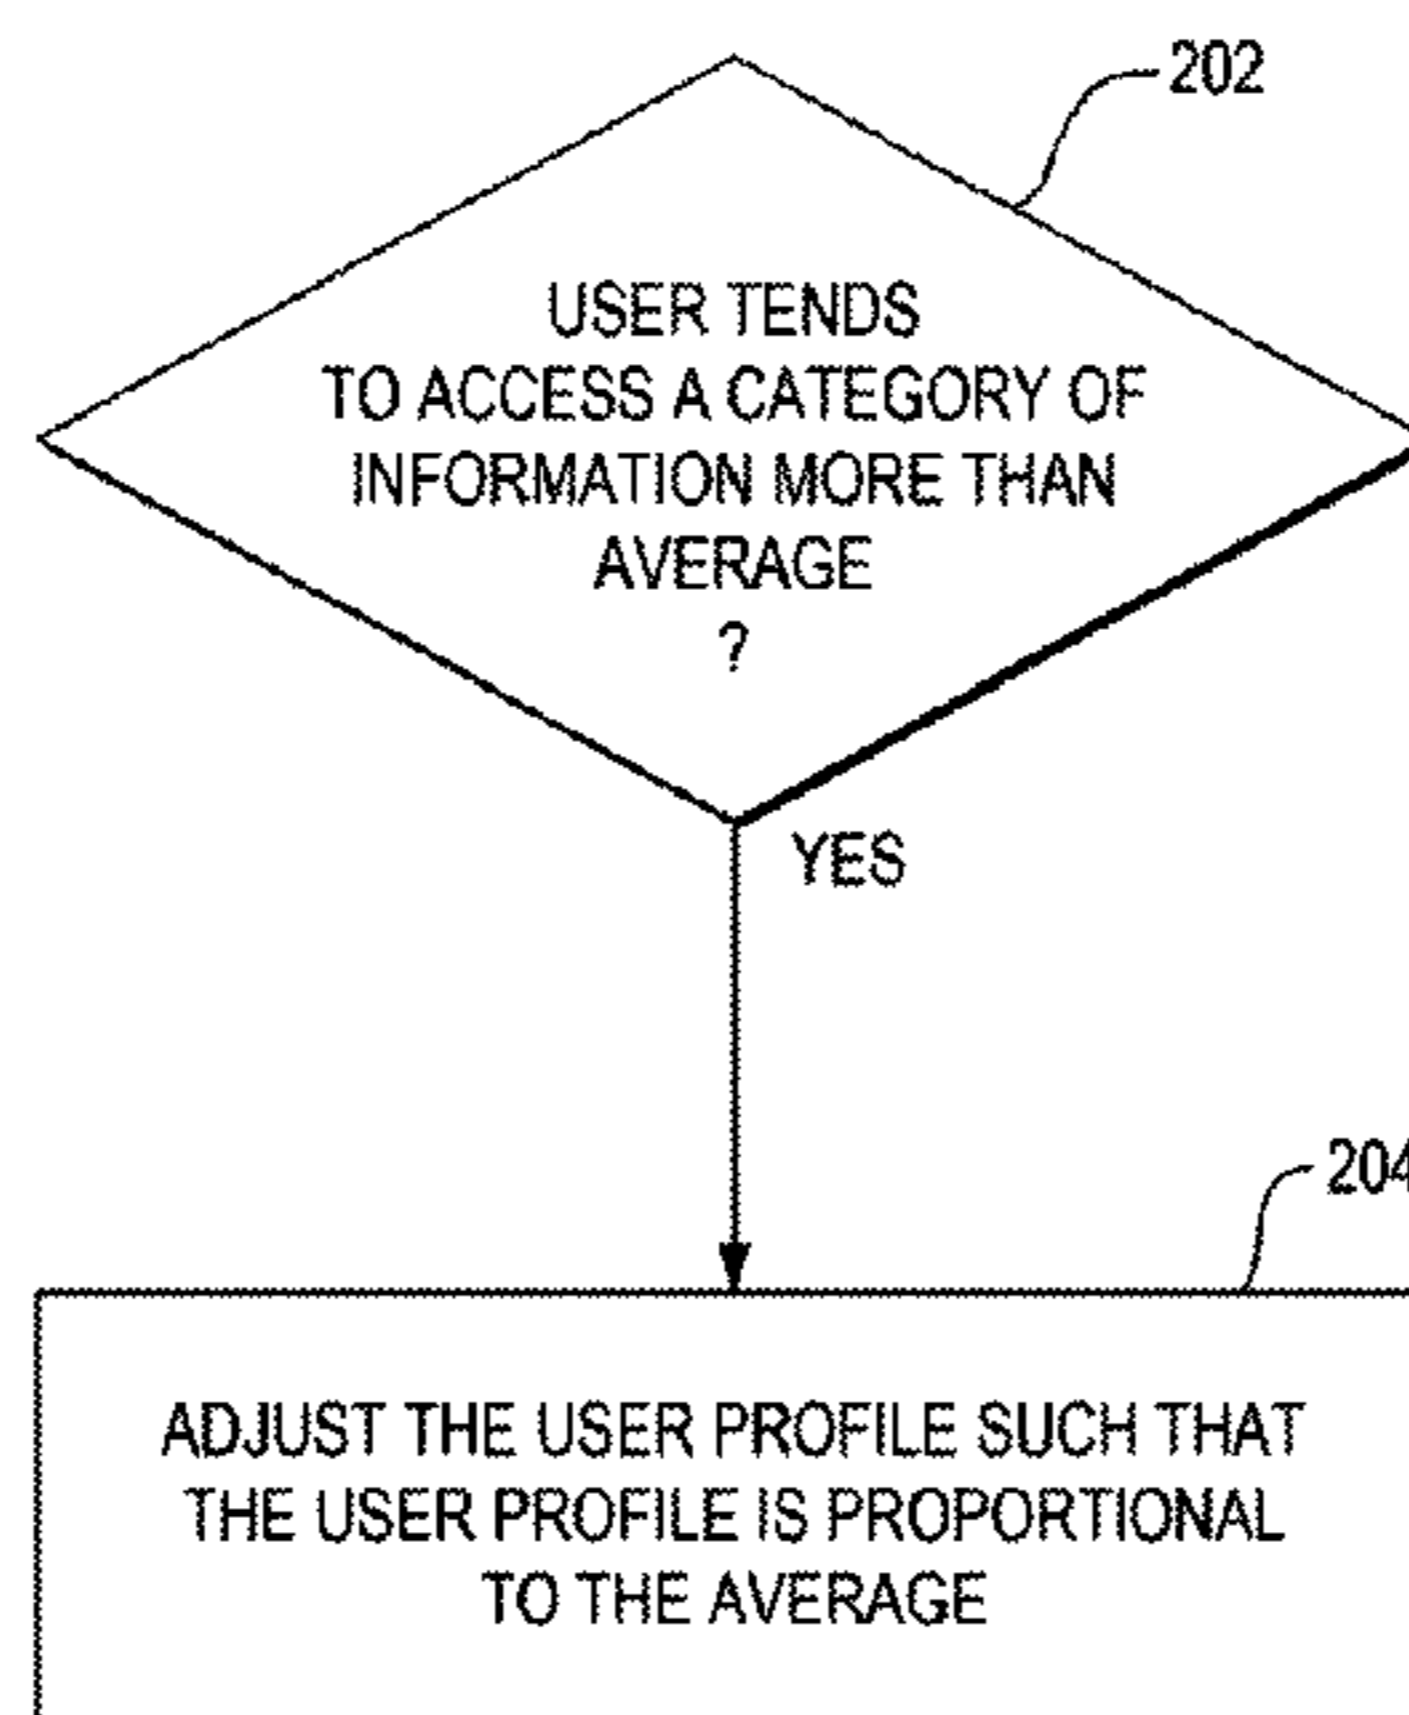 202
USER TENDS
TO ACCESS A CATEGORY OF
INFORMATION MORE THAN
AVERAGE
?
YES
204
ADJUST THE USER PROFILE SUCH THAT
THE USER PROFILE IS PROPORTIONAL
TO THE AVERAGE